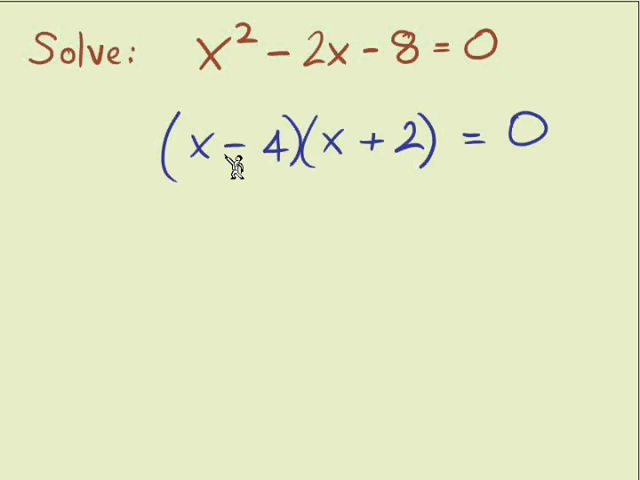 Solve: x² - 2x - 8 = 0
(x - 4)(x + 2) = 0